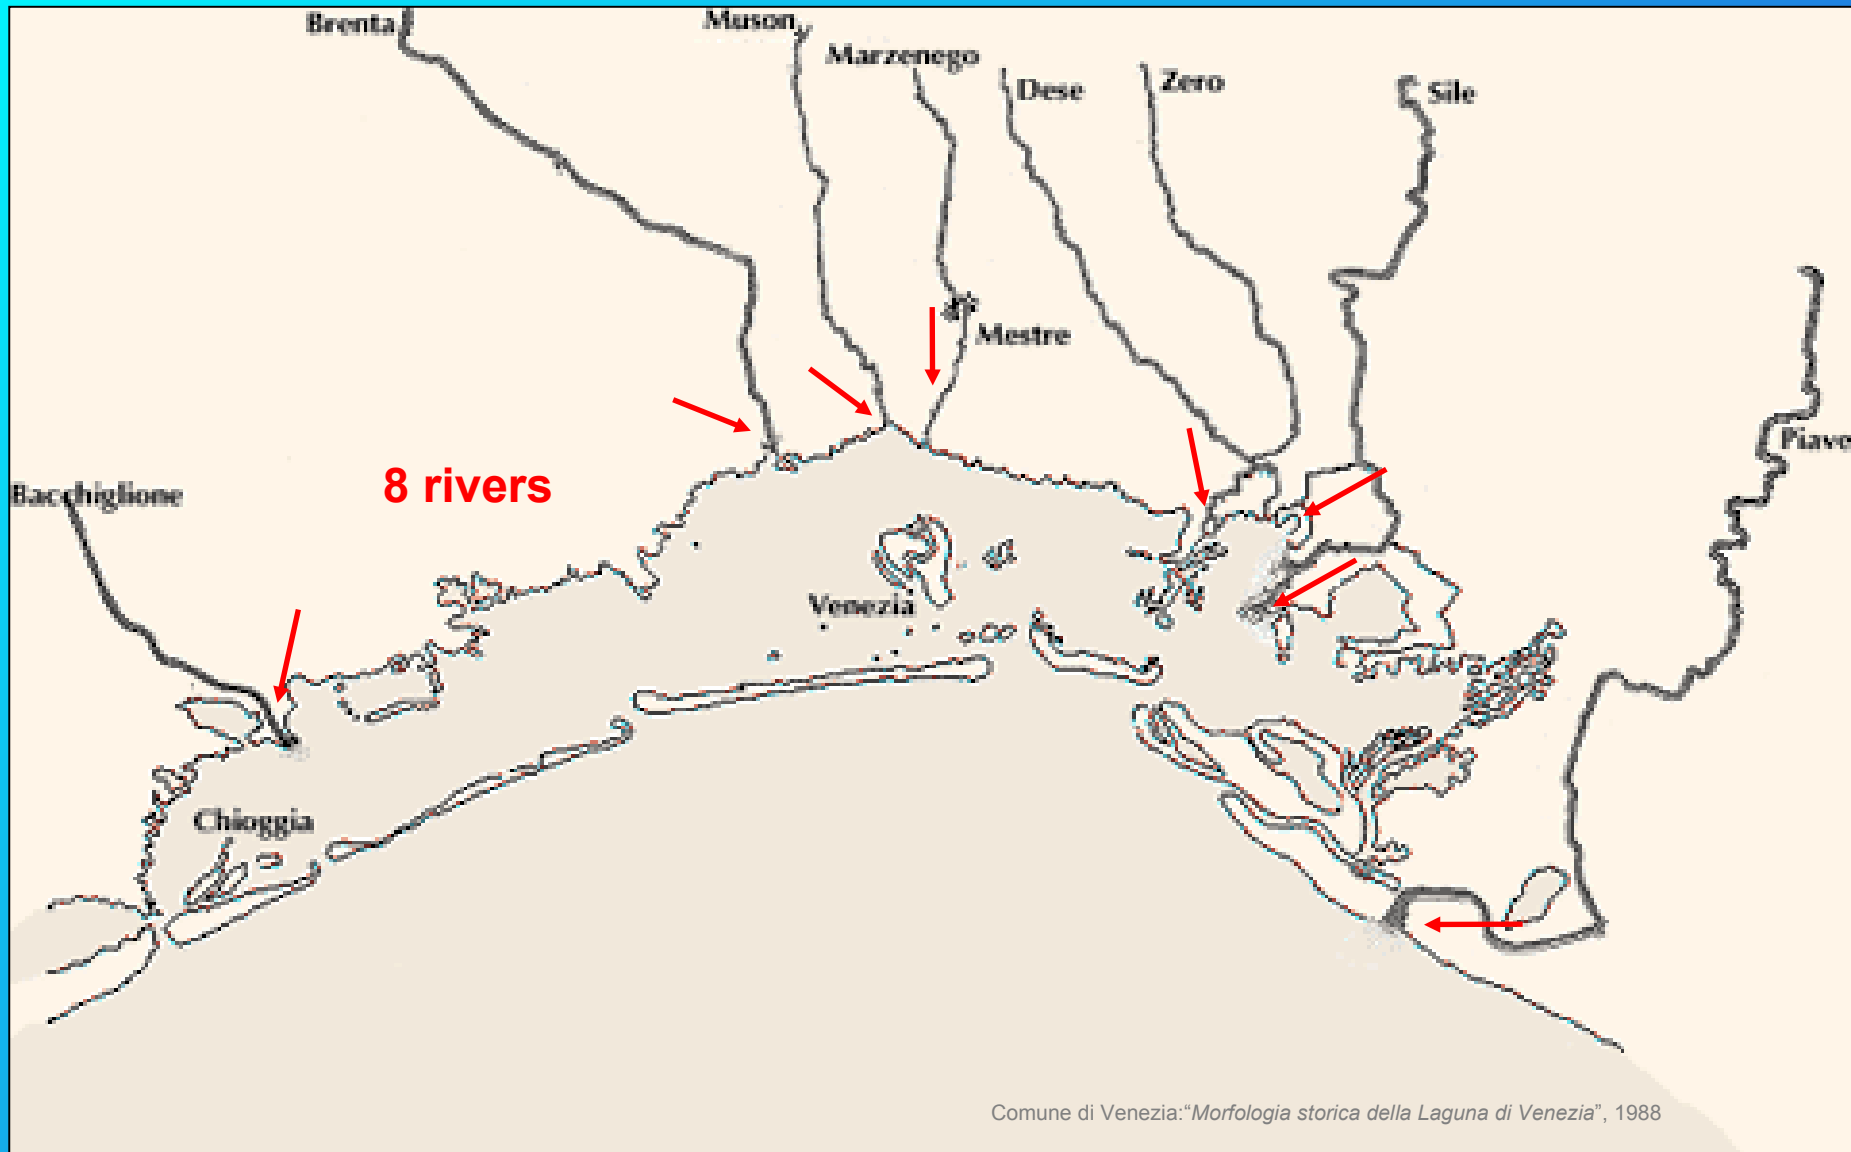 Brenta
Muson
Marzenego
Dese
Zero
Sile
Mestre
Piave
8 rivers
Bacchiglione
Venezia
Chioggia
Comune di Venezia:“Morfologia storica della Laguna di Venezia”, 1988